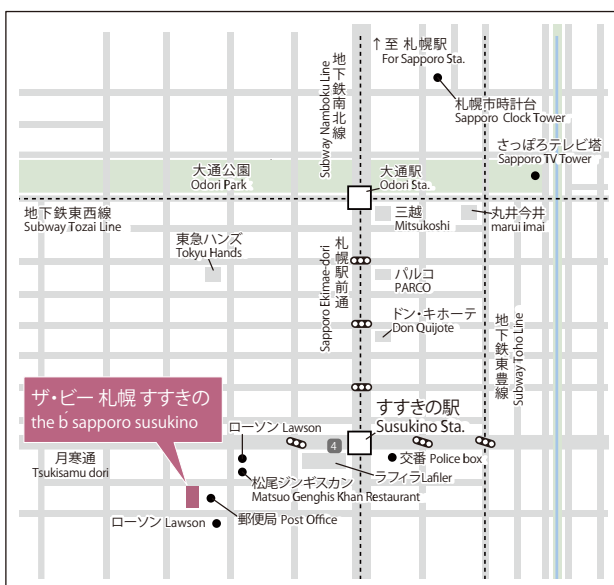 ↑至 札幌駅
For Sapporo Sta.
地下鉄南北線
Subway Namboku Line
札幌市時計台
Sapporo Clock Tower
さっぽろテレビ塔
Sapporo TV Tower
大通公園
Odori Park
大通駅
Odori Sta.
地下鉄東西線
Subway Tozai Line
三越
Mitsukoshi
丸井今井
marui imai
東急ハンズ
Tokyu Hands
札幌駅前通
Sapporo Ekimae-dori
パルコ
PARCO
ドン・キホーテ
Don Quijote
地下鉄東豊線
Subway Toho Line
ザ・ビー 札幌 すすきの
the b́ sapporo susukino
すすきの駅
Susukino Sta.
ローソン Lawson
4
月寒通
Tsukisamu dori
交番 Police box
ラフィラ Lafiler
松尾ジンギスカン
Matsuo Genghis Khan Restaurant
郵便局 Post Office
ローソン Lawson